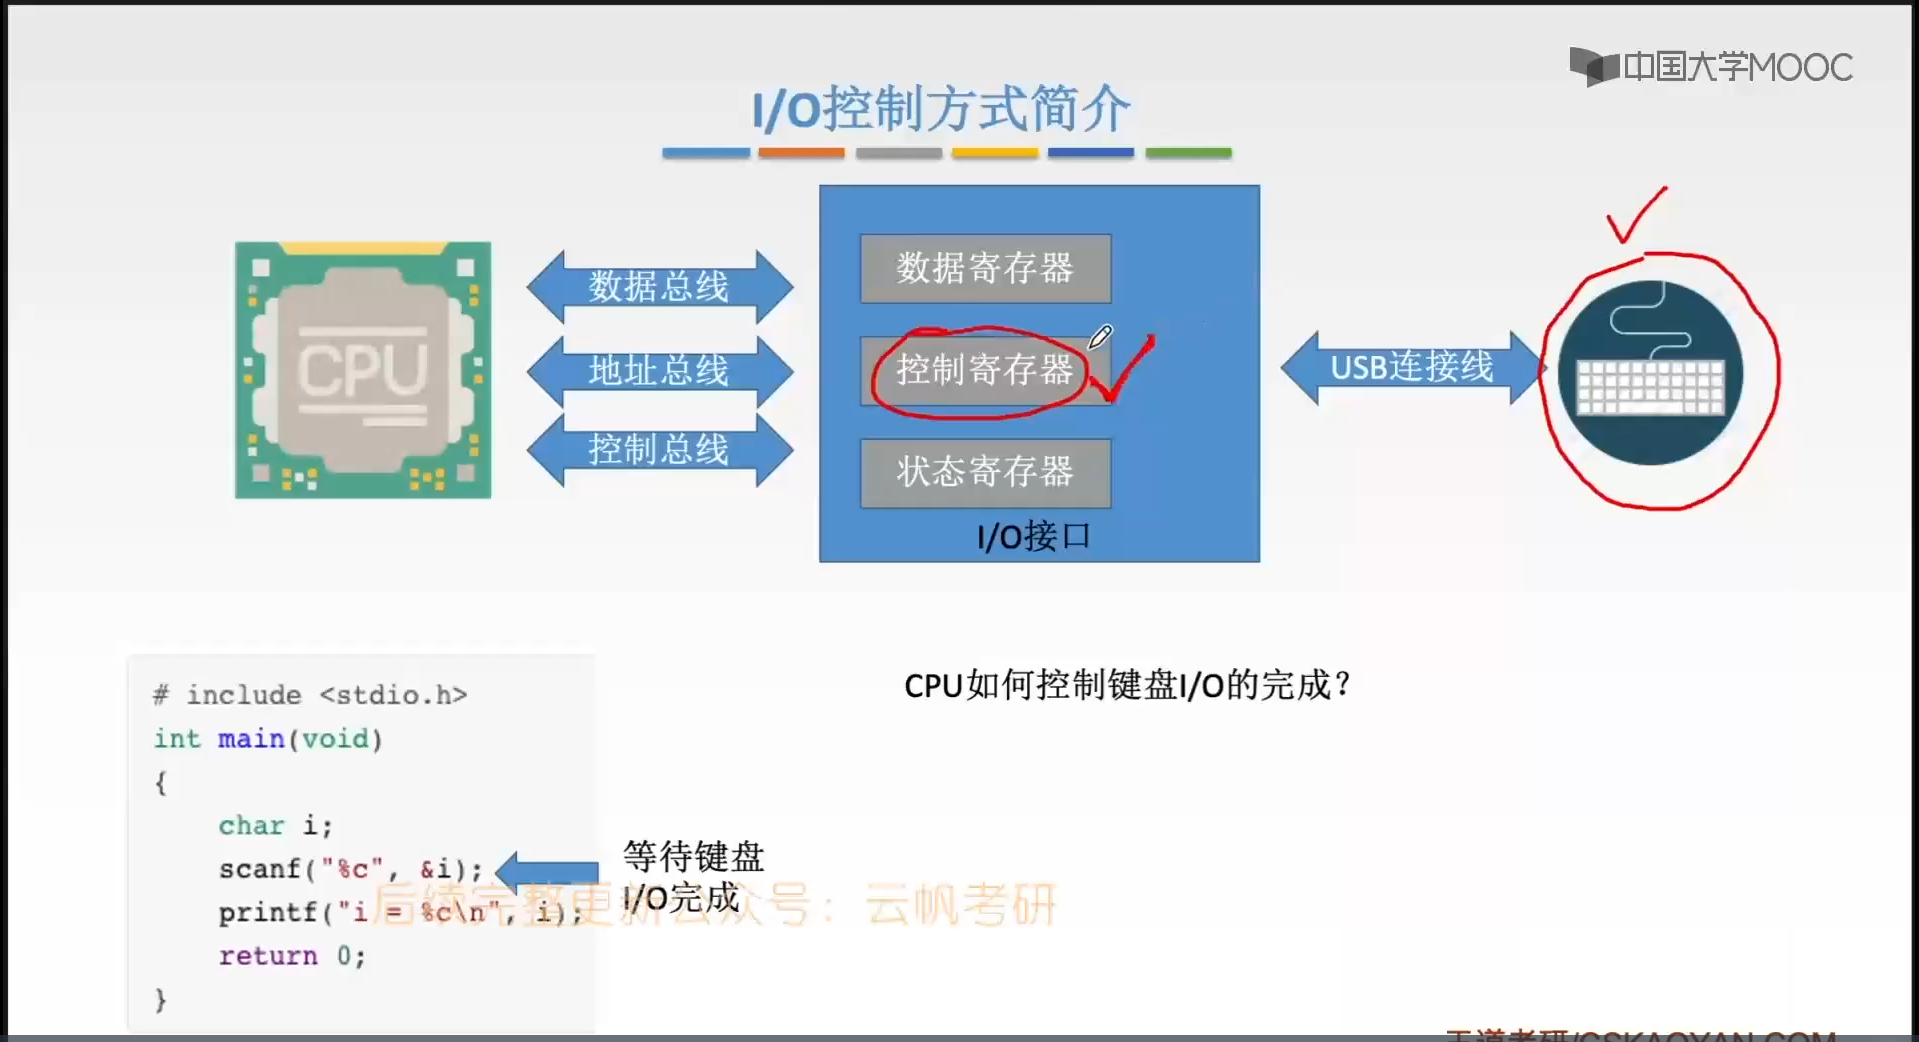 中国大学MOOC
I/O控制方式简介
CPU
数据总线
地址总线
控制总线
数据寄存器
控制寄存器
状态寄存器
I/O接口
USB连接线
CPU如何控制键盘I/O的完成？
# include <stdio.h>
int main(void)
{
char i;
scanf("%c", &i);
printf("i = %c\n", i);
return 0;
}
等待键盘
I/O完成
后续完整更新公众号：云帆考研
王道考研/CSKAOYAN.COM